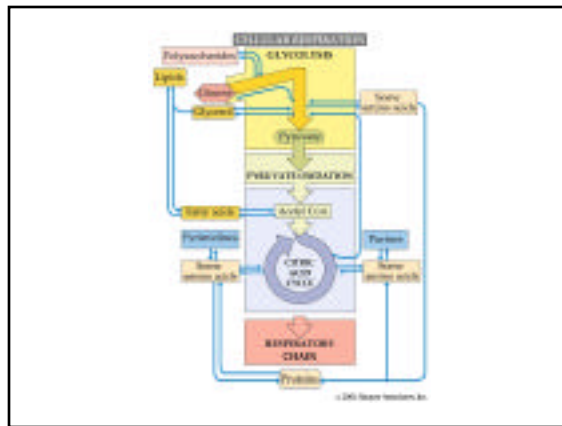 CELLULAR RESPIRATION
GLYCOLYSIS
Polysaccharides
Lipids
Glucose
Glycerol
Some
amino acids
Pyruvate
PYRUVATE OXIDATION
Fatty acids
Acetyl CoA
Pyrimidines
Purines
Some
amino acids
CITRIC
ACID
CYCLE
Some
amino acids
RESPIRATORY
CHAIN
Proteins